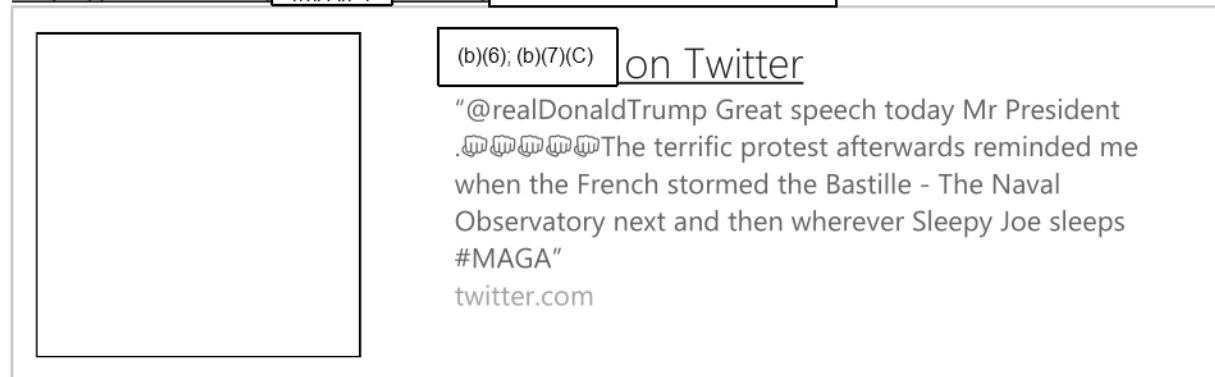 (b)(6); (b)(7)(C) on Twitter
"@realDonaldTrump Great speech today Mr President
.👊👊👊👊👊The terrific protest afterwards reminded me
when the French stormed the Bastille - The Naval
Observatory next and then wherever Sleepy Joe sleeps
#MAGA"
twitter.com